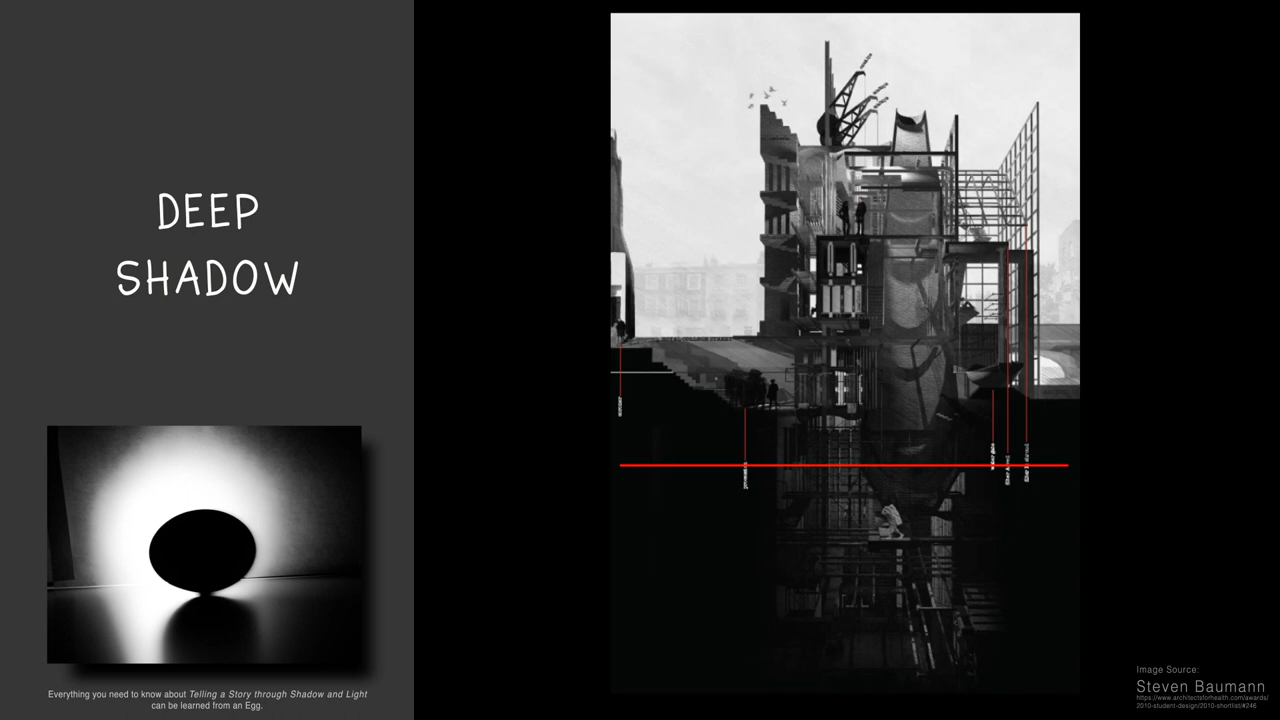 DEEP
SHADOW
Everything you need to know about Telling a Story through Shadow and Light
can be learned from an Egg.
Image Source:
Steven Baumann
https://www.architectsforhealth.com/awards/
2010-student-design/2010-shortlist/#246